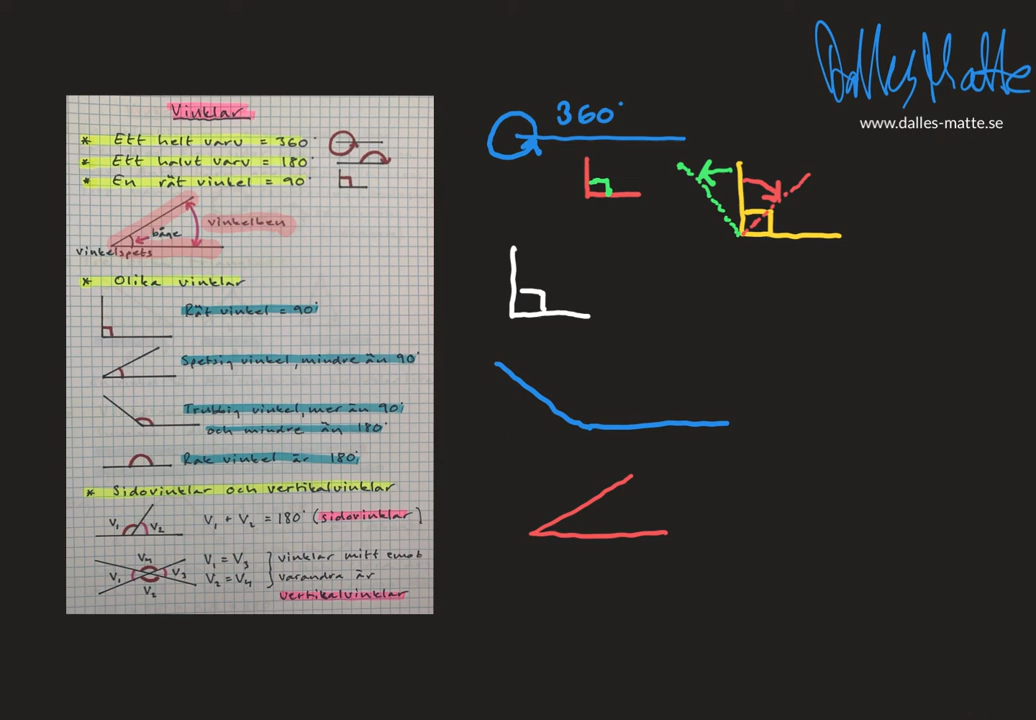 Dalles Matte
www.dalles-matte.se
Vinklar
* Ett helt varv = 360°
* Ett halvt varv = 180°
* En rät vinkel = 90°
vinkelben
båge
vinkelspets
* Olika vinklar
Rät vinkel = 90°
Spetsig vinkel, mindre än 90°
Trubbig vinkel, mer än 90°
och mindre än 180°
Rak vinkel är 180°
* Sidovinklar och vertikalvinklar
V₁ V₂ V₁ + V₂ = 180° (sidovinklar)
V₄
V₁ V₃ V₁ = V₃ } vinklar mitt emot
V₂ = V₄ varandra är
V₂
vertikalvinklar
360°